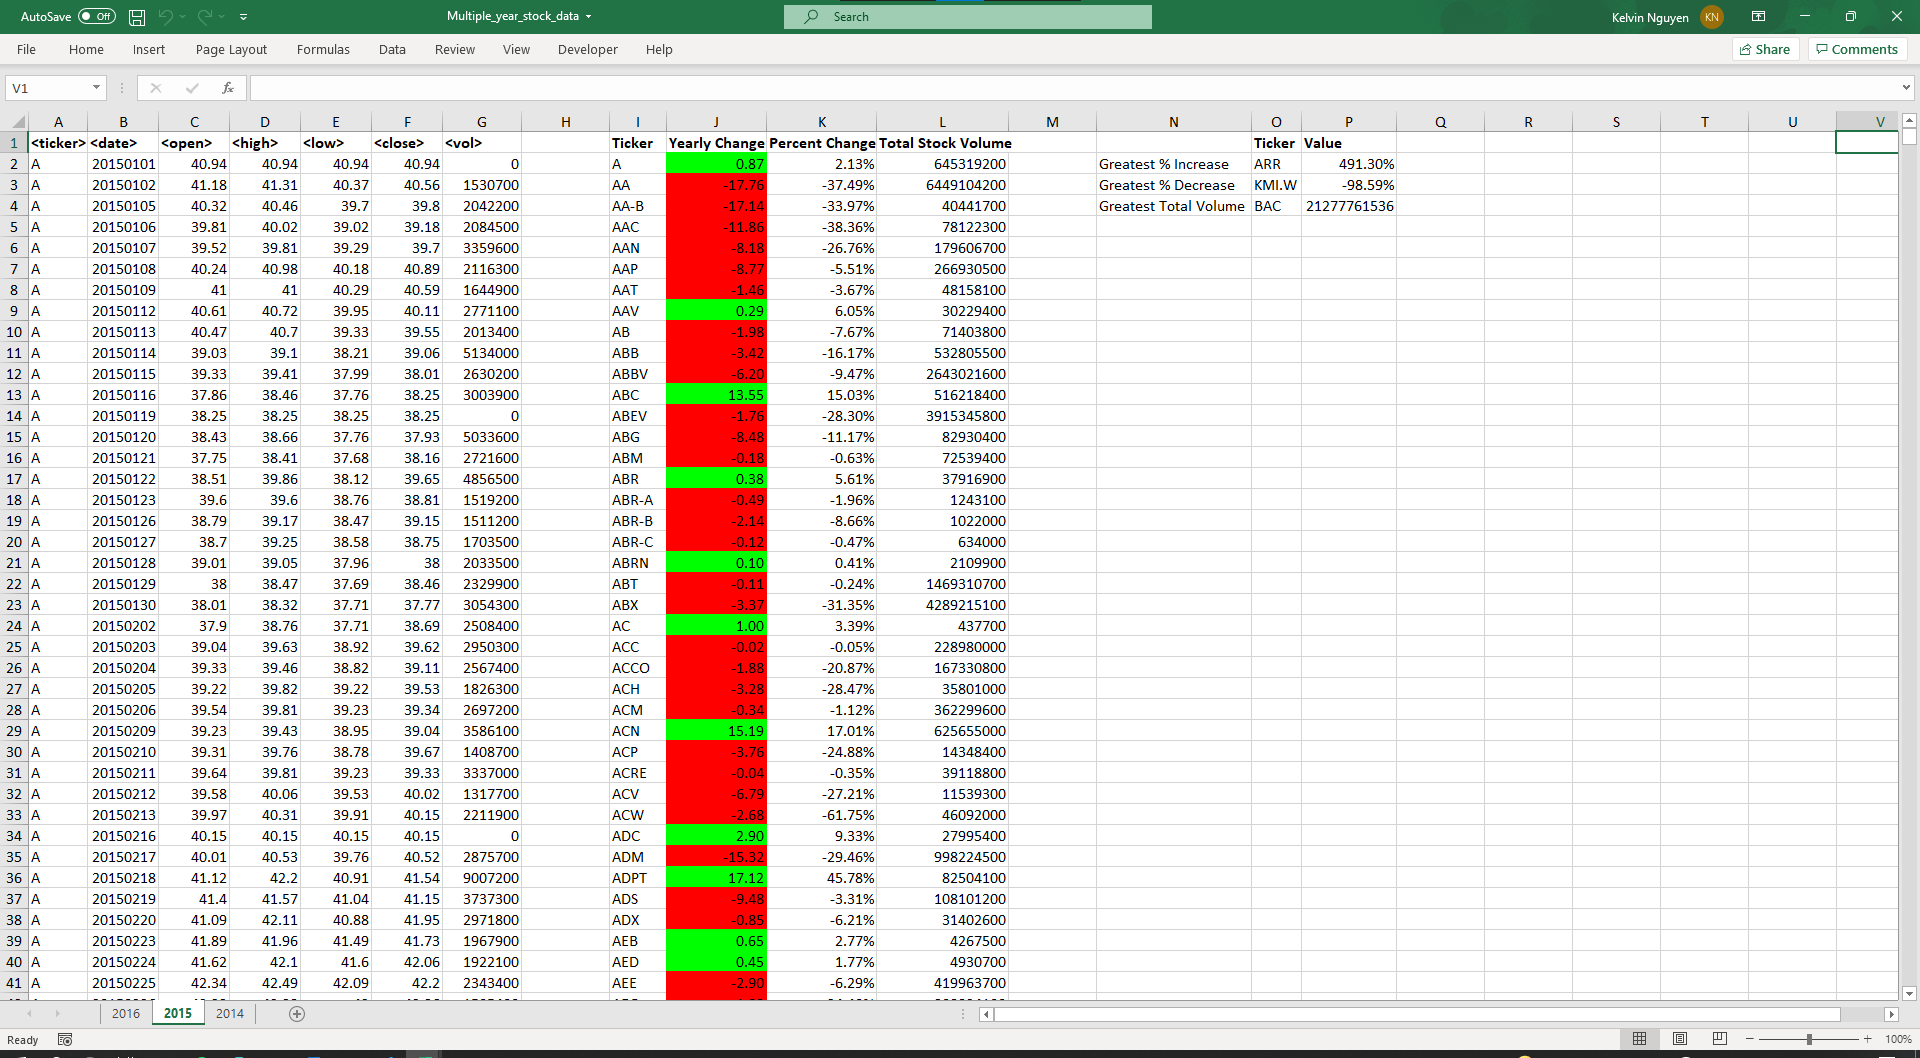 AutoSave Off Multiple_year_stock_data Search Kelvin Nguyen KN
File Home Insert Page Layout Formulas Data Review View Developer Help Share Comments
V1 fx
A B C D E F G H I J K L M N O P Q R S T U V
1 <ticker> <date> <open> <high> <low> <close> <vol> Ticker Yearly Change Percent Change Total Stock Volume Ticker Value
2 A 20150101 40.94 40.94 40.94 40.94 0 A 0.87 2.13% 645319200 Greatest % Increase ARR 491.30%
3 A 20150102 41.18 41.31 40.37 40.56 1530700 AA -17.76 -37.49% 6449104200 Greatest % Decrease KMI.W -98.59%
4 A 20150105 40.32 40.46 39.7 39.8 2042200 AA-B -17.14 -33.97% 40441700 Greatest Total Volume BAC 21277761536
5 A 20150106 39.81 40.02 39.02 39.18 2084500 AAC -11.86 -38.36% 78122300
6 A 20150107 39.52 39.81 39.29 39.7 3359600 AAN -8.18 -26.76% 179606700
7 A 20150108 40.24 40.98 40.18 40.89 2116300 AAP -8.77 -5.51% 266930500
8 A 20150109 41 41 40.29 40.59 1644900 AAT -1.46 -3.67% 48158100
9 A 20150112 40.61 40.72 39.95 40.11 2771100 AAV 0.29 6.05% 30229400
10 A 20150113 40.47 40.7 39.33 39.55 2013400 AB -1.98 -7.67% 71403800
11 A 20150114 39.03 39.1 38.21 39.06 5134000 ABB -3.42 -16.17% 532805500
12 A 20150115 39.33 39.41 37.99 38.01 2630200 ABBV -6.20 -9.47% 2643021600
13 A 20150116 37.86 38.46 37.76 38.25 3003900 ABC 13.55 15.03% 516218400
14 A 20150119 38.25 38.25 38.25 38.25 0 ABEV -1.76 -28.30% 3915345800
15 A 20150120 38.43 38.66 37.76 37.93 5033600 ABG -8.48 -11.17% 82930400
16 A 20150121 37.75 38.41 37.68 38.16 2721600 ABM -0.18 -0.63% 72539400
17 A 20150122 38.51 39.86 38.12 39.65 4856500 ABR 0.38 5.61% 37916900
18 A 20150123 39.6 39.6 38.76 38.81 1519200 ABR-A -0.49 -1.96% 1243100
19 A 20150126 38.79 39.17 38.47 39.15 1511200 ABR-B -2.14 -8.66% 1022000
20 A 20150127 38.7 39.25 38.58 38.75 1703500 ABR-C -0.12 -0.47% 634000
21 A 20150128 39.01 39.05 37.96 38 2033500 ABRN 0.10 0.41% 2109900
22 A 20150129 38 38.47 37.69 38.46 2329900 ABT -0.11 -0.24% 1469310700
23 A 20150130 38.01 38.32 37.71 37.77 3054300 ABX -3.37 -31.35% 4289215100
24 A 20150202 37.9 38.76 37.71 38.69 2508400 AC 1.00 3.39% 437700
25 A 20150203 39.04 39.63 38.92 39.62 2950300 ACC -0.02 -0.05% 228980000
26 A 20150204 39.33 39.46 38.82 39.11 2567400 ACCO -1.88 -20.87% 167330800
27 A 20150205 39.22 39.82 39.22 39.53 1826300 ACH -3.28 -28.47% 35801000
28 A 20150206 39.54 39.81 39.23 39.34 2697200 ACM -0.34 -1.12% 362299600
29 A 20150209 39.23 39.43 38.95 39.04 3586100 ACN 15.19 17.01% 625655000
30 A 20150210 39.31 39.76 38.78 39.67 1408700 ACP -3.76 -24.88% 14348400
31 A 20150211 39.64 39.81 39.23 39.33 3337000 ACRE -0.04 -0.35% 39118800
32 A 20150212 39.58 40.06 39.53 40.02 1317700 ACV -6.79 -27.21% 11539300
33 A 20150213 39.97 40.31 39.91 40.15 2211900 ACW -2.68 -61.75% 46092000
34 A 20150216 40.15 40.15 40.15 40.15 0 ADC 2.90 9.33% 27995400
35 A 20150217 40.01 40.53 39.76 40.52 2875700 ADM -15.32 -29.46% 998224500
36 A 20150218 41.12 42.2 40.91 41.54 9007200 ADPT 17.12 45.78% 82504100
37 A 20150219 41.4 41.57 41.04 41.15 3737300 ADS -9.48 -3.31% 108101200
38 A 20150220 41.09 42.11 40.88 41.95 2971800 ADX -0.85 -6.21% 31402600
39 A 20150223 41.89 41.96 41.49 41.73 1967900 AEB 0.65 2.77% 4267500
40 A 20150224 41.62 42.1 41.6 42.06 1922100 AED 0.45 1.77% 4930700
41 A 20150225 42.34 42.49 42.09 42.2 2343400 AEE -2.90 -6.29% 419963700
2016 2015 2014
Ready 100%